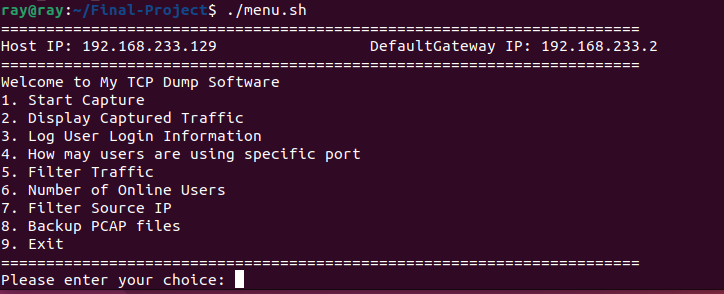 ray@ray:~/Final-Project$ ./menu.sh
=======================================================================
Host IP: 192.168.233.129                 DefaultGateway IP: 192.168.233.2
=======================================================================
Welcome to My TCP Dump Software
1. Start Capture
2. Display Captured Traffic
3. Log User Login Information
4. How may users are using specific port
5. Filter Traffic
6. Number of Online Users
7. Filter Source IP
8. Backup PCAP files
9. Exit
=======================================================================
Please enter your choice: